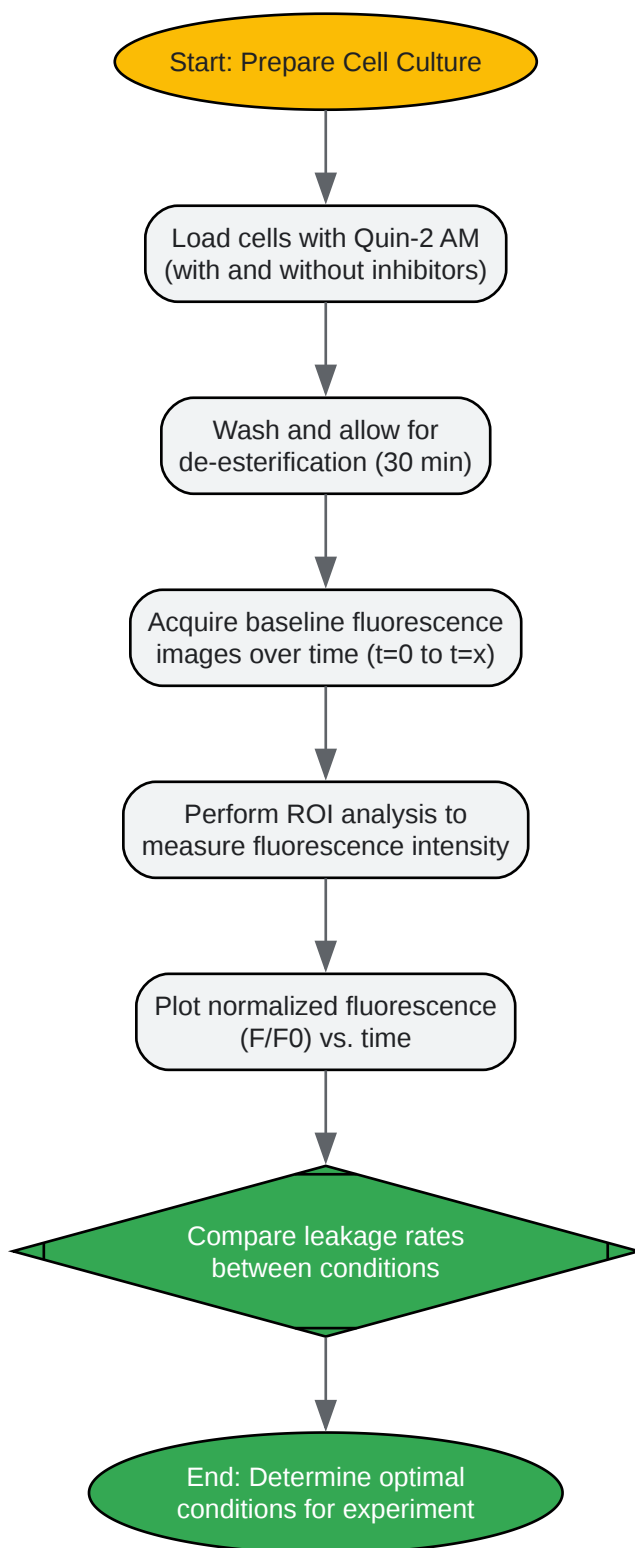 Start: Prepare Cell Culture
Load cells with Quin-2 AM
(with and without inhibitors)
Wash and allow for
de-esterification (30 min)
Acquire baseline fluorescence
images over time (t=0 to t=x)
Perform ROI analysis to
measure fluorescence intensity
Plot normalized fluorescence
(F/F0) vs. time
Compare leakage rates
between conditions
End: Determine optimal
conditions for experiment